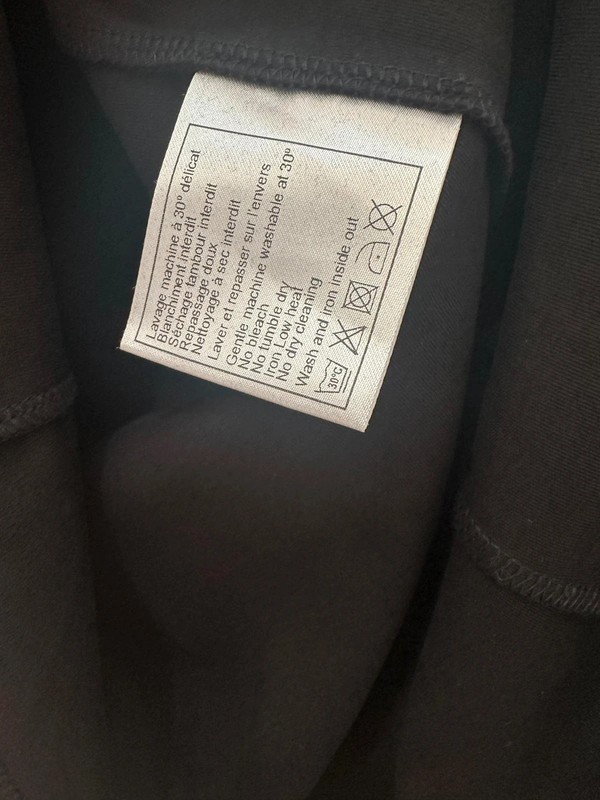 Lavage machine à 30° délicat
Blanchiment interdit
Séchage tambour interdit
Repassage doux
Nettoyage à sec interdit
Laver et repasser sur l'envers
Gentle machine washable at 30°
No bleach
No tumble dry
Iron Low heat
No dry cleaning
Wash and iron inside out
30°C